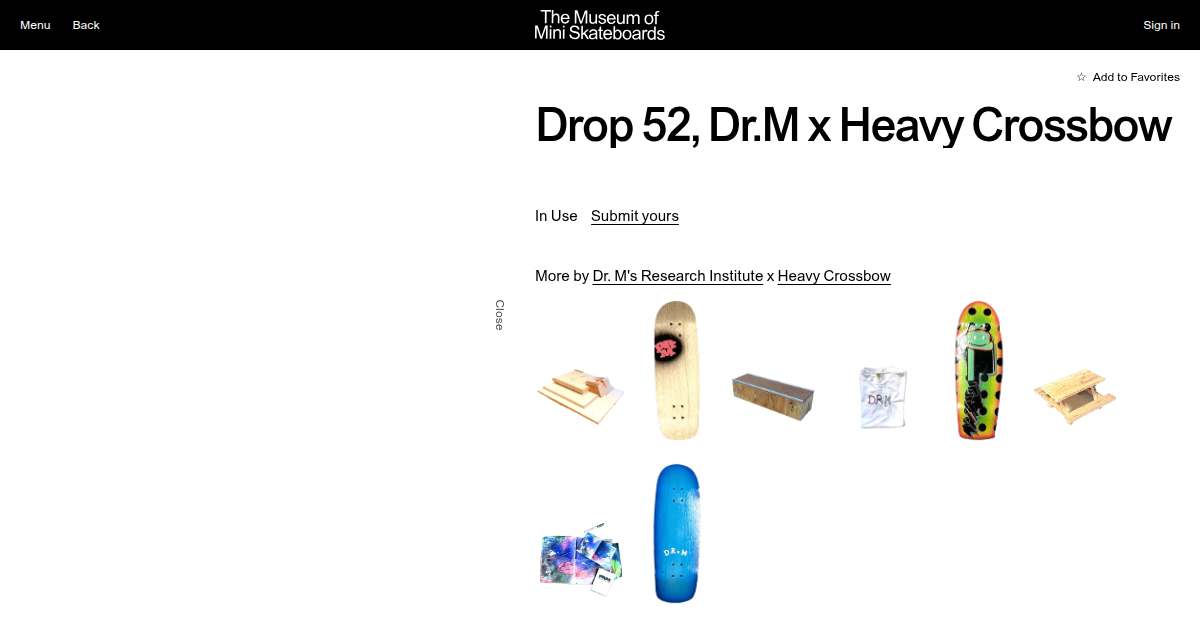 Menu Back
The Museum of
Mini Skateboards
Sign in
☆ Add to Favorites
Drop 52, Dr.M x Heavy Crossbow
In Use Submit yours
More by Dr. M's Research Institute x Heavy Crossbow
Close
DR.M
DR.M